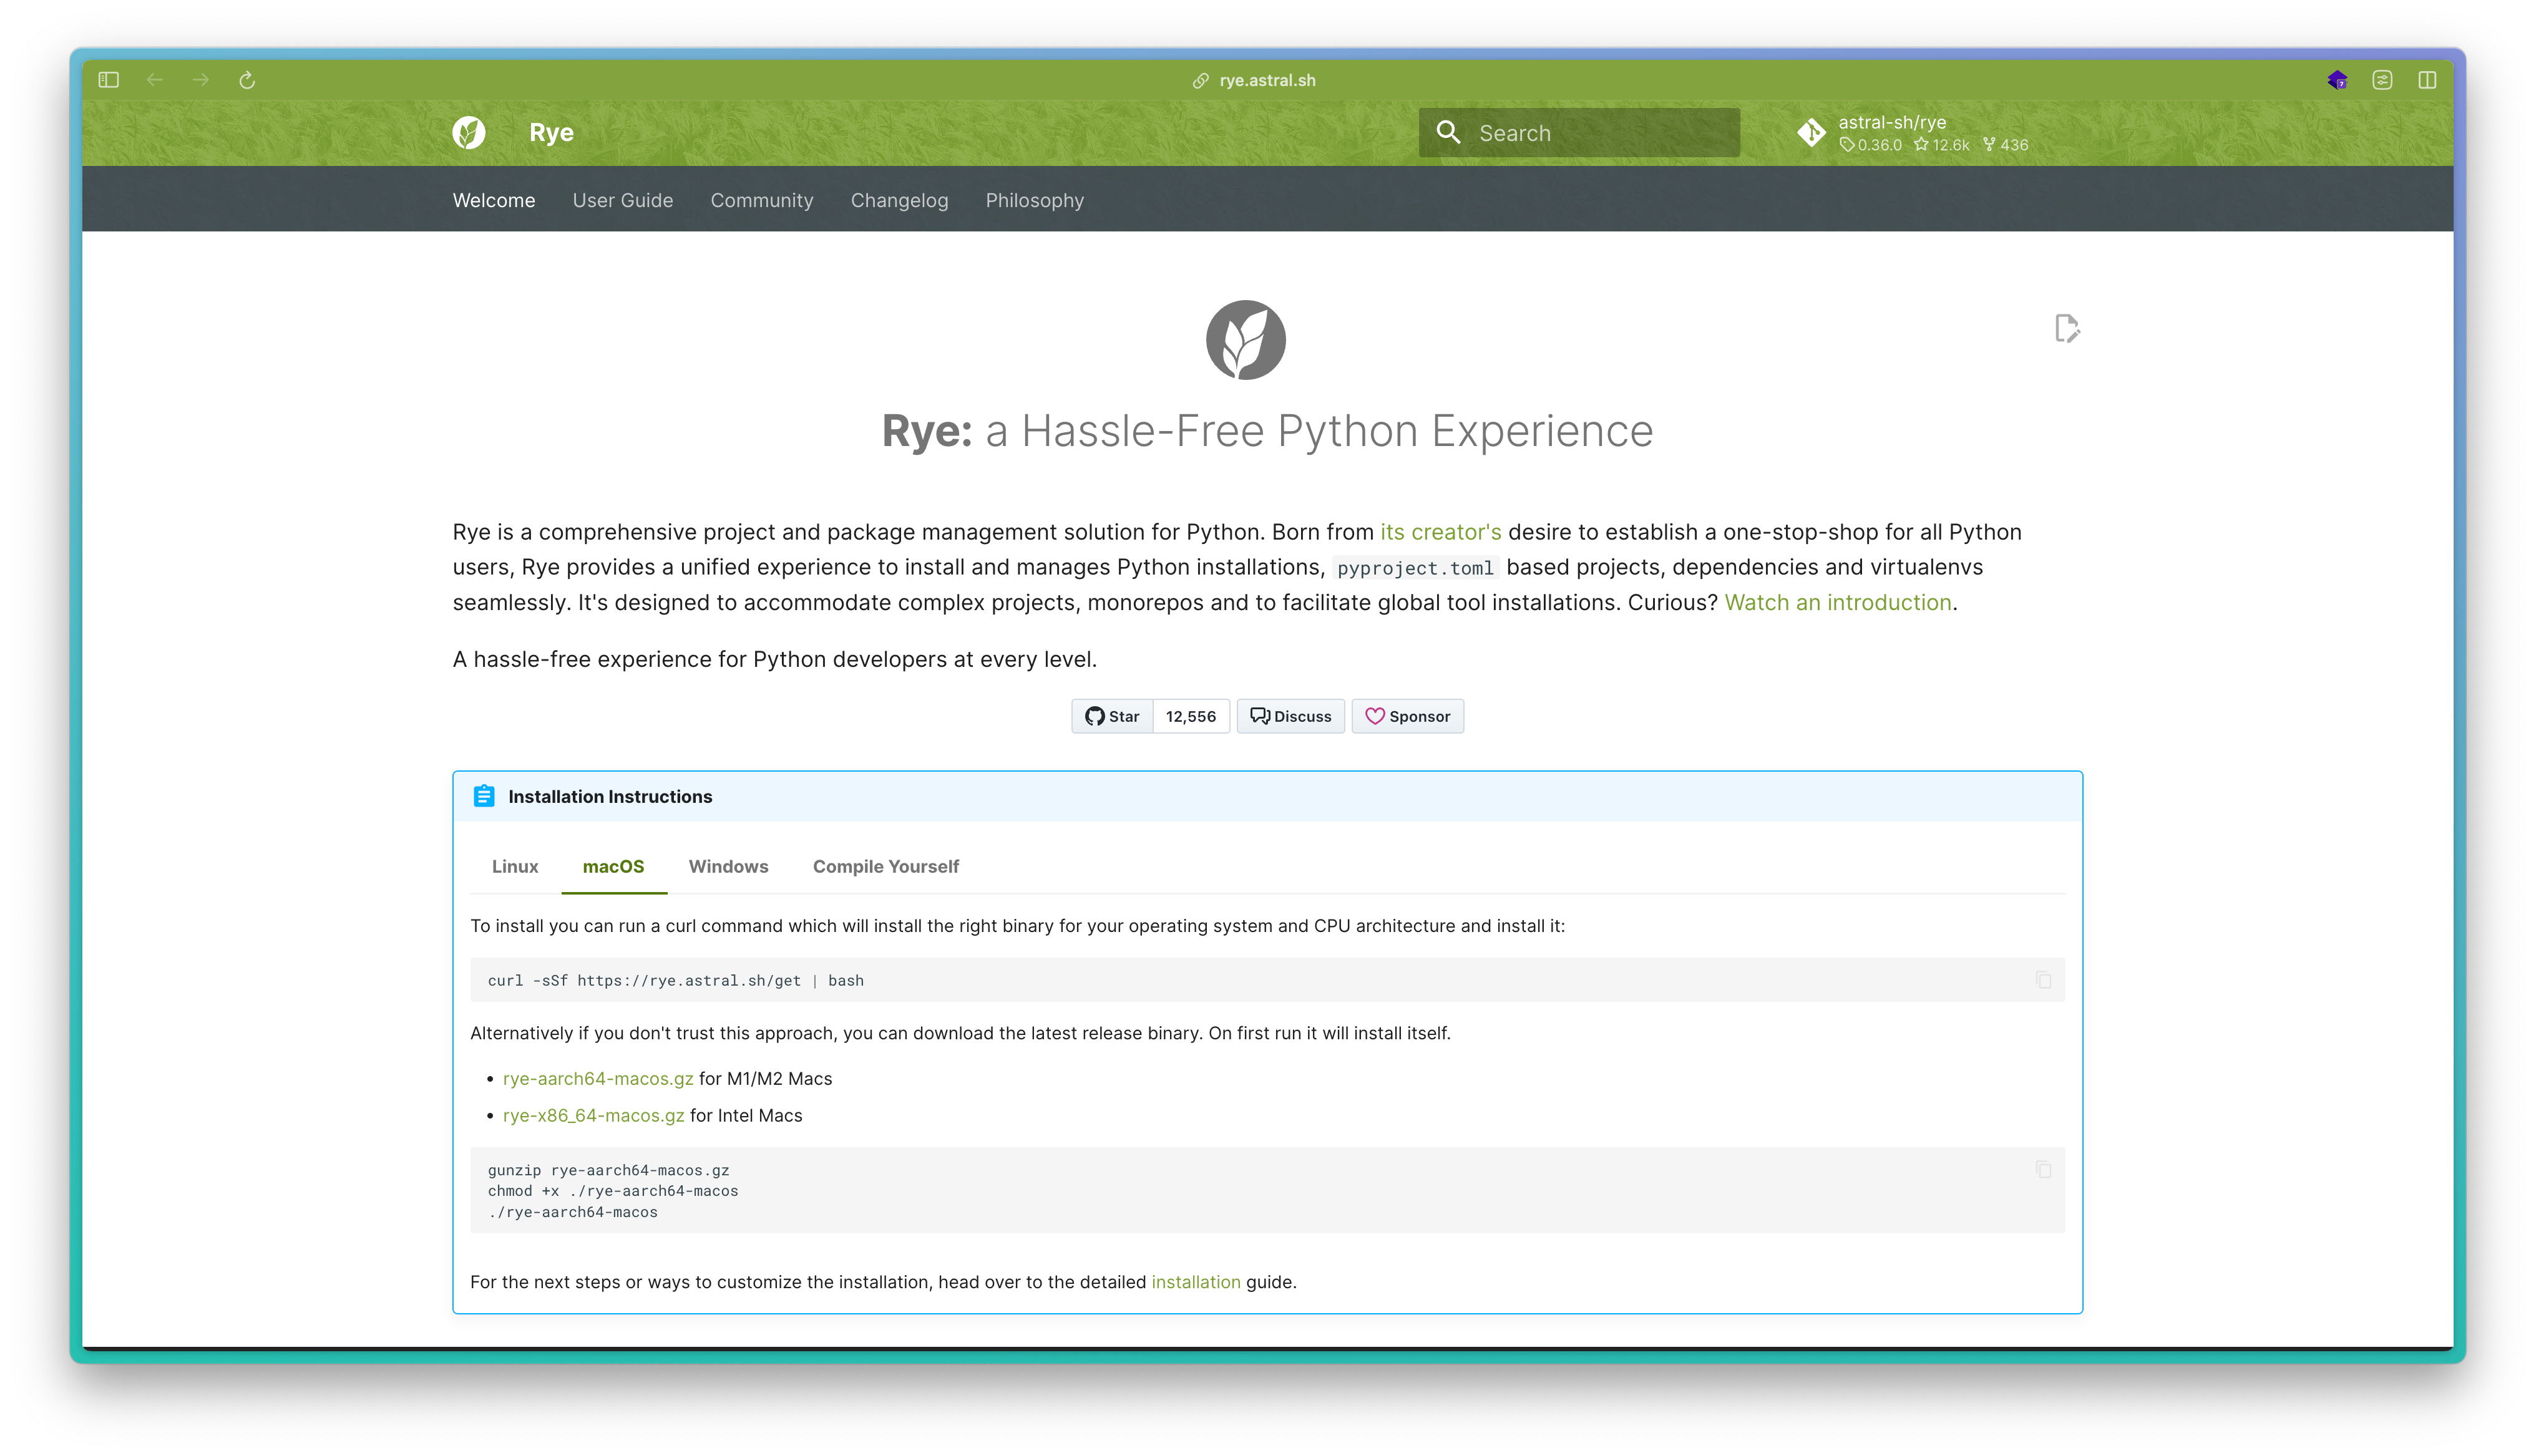 rye.astral.sh
Rye
Search
astral-sh/rye
0.36.0 12.6k 436
Welcome User Guide Community Changelog Philosophy
Rye: a Hassle-Free Python Experience
Rye is a comprehensive project and package management solution for Python. Born from its creator's desire to establish a one-stop-shop for all Python
users, Rye provides a unified experience to install and manages Python installations, pyproject.toml based projects, dependencies and virtualenvs
seamlessly. It's designed to accommodate complex projects, monorepos and to facilitate global tool installations. Curious? Watch an introduction.
A hassle-free experience for Python developers at every level.
Star 12,556 Discuss Sponsor
Installation Instructions
Linux macOS Windows Compile Yourself
To install you can run a curl command which will install the right binary for your operating system and CPU architecture and install it:
curl -sSf https://rye.astral.sh/get | bash
Alternatively if you don't trust this approach, you can download the latest release binary. On first run it will install itself.
• rye-aarch64-macos.gz for M1/M2 Macs
• rye-x86_64-macos.gz for Intel Macs
gunzip rye-aarch64-macos.gz
chmod +x ./rye-aarch64-macos
./rye-aarch64-macos
For the next steps or ways to customize the installation, head over to the detailed installation guide.